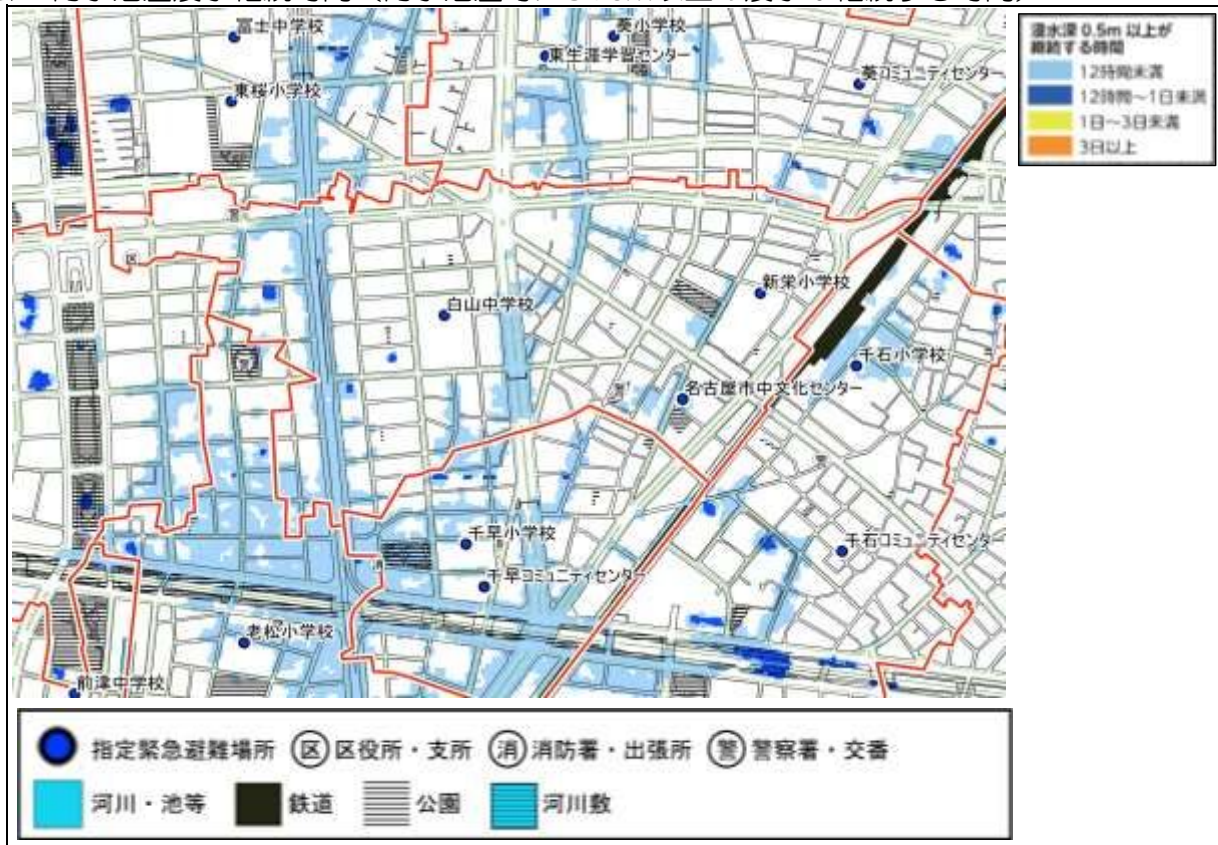 浸水深 0.5m 以上が
継続する時間
12時間未満
12時間～1日未満
1日～3日未満
3日以上
冨士中学校
葵小学校
東生涯学習センター
葵コミュニティセンター
東桜小学校
区
新栄小学校
白山中学校
千石小学校
名古屋市中文化センター
千早小学校
千石コミュニティセンター
千早コミュニティセンター
老松小学校
前津中学校
指定緊急避難場所 区 区役所・支所 消 消防署・出張所 警 警察署・交番
河川・池等 鉄道 公園 河川敷